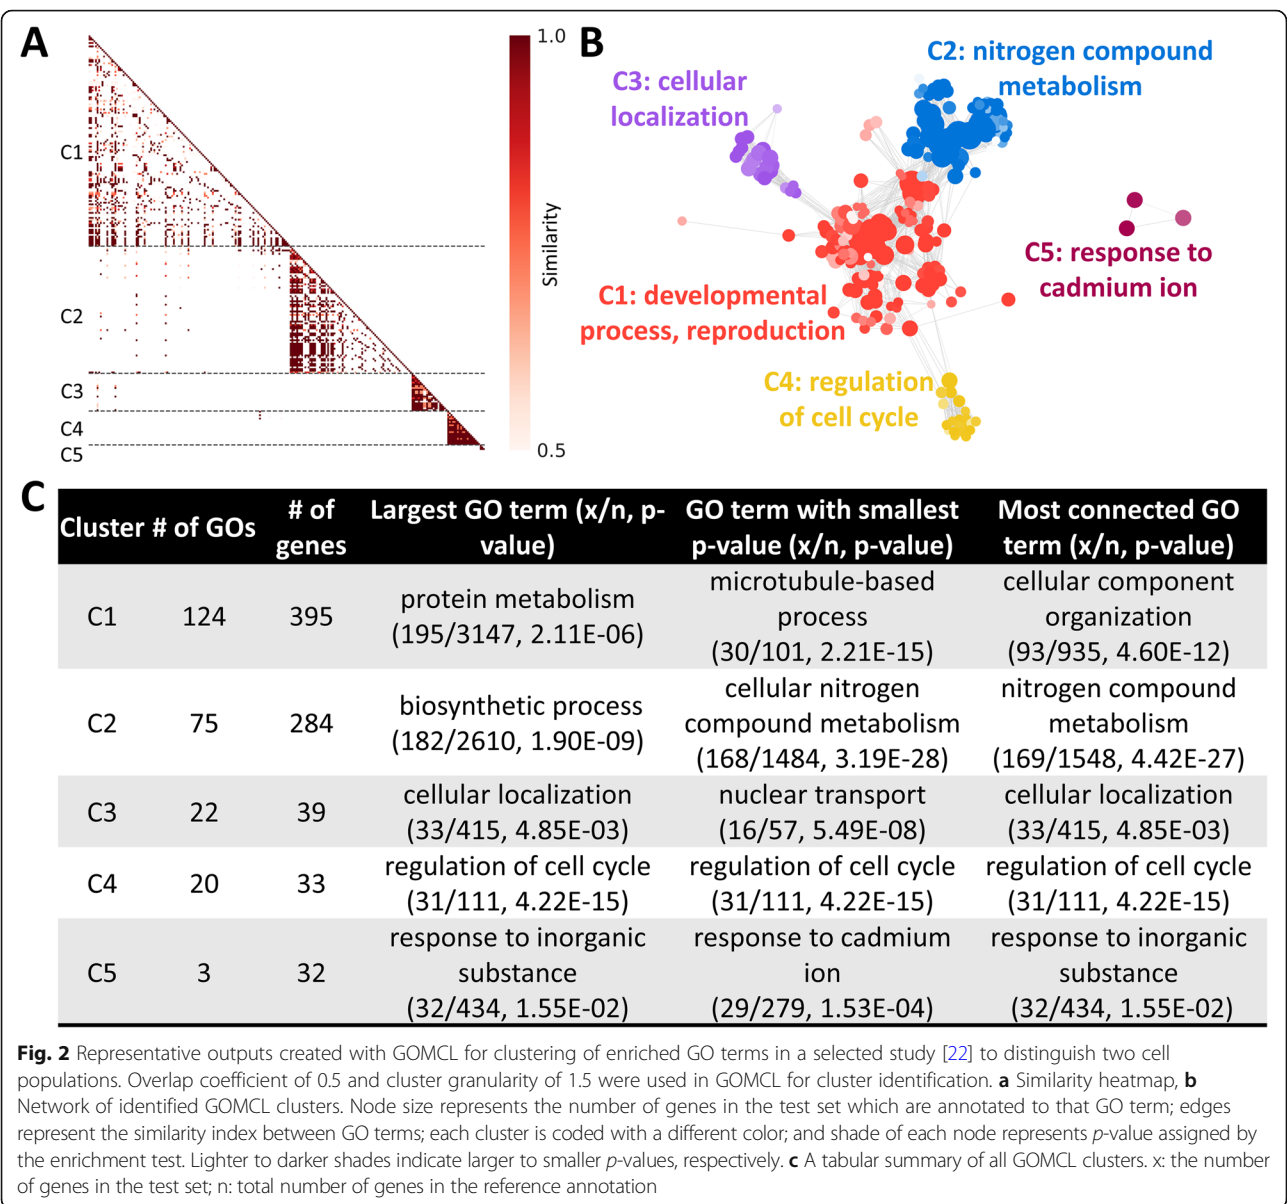 A
1.0
C1
C2
C3
C4
C5
Similarity
0.5
B
C2: nitrogen compound
metabolism
C3: cellular
localization
C5: response to
cadmium ion
C1: developmental
process, reproduction
C4: regulation
of cell cycle
C
Cluster # of GOs # of genes Largest GO term (x/n, p-value) GO term with smallest p-value (x/n, p-value) Most connected GO term (x/n, p-value)
C1 124 395
protein metabolism
(195/3147, 2.11E-06)
microtubule-based
process
(30/101, 2.21E-15)
cellular component
organization
(93/935, 4.60E-12)
C2 75 284
biosynthetic process
(182/2610, 1.90E-09)
cellular nitrogen
compound metabolism
(168/1484, 3.19E-28)
nitrogen compound
metabolism
(169/1548, 4.42E-27)
C3 22 39
cellular localization
(33/415, 4.85E-03)
nuclear transport
(16/57, 5.49E-08)
cellular localization
(33/415, 4.85E-03)
C4 20 33
regulation of cell cycle
(31/111, 4.22E-15)
regulation of cell cycle
(31/111, 4.22E-15)
regulation of cell cycle
(31/111, 4.22E-15)
C5 3 32
response to inorganic
substance
(32/434, 1.55E-02)
response to cadmium
ion
(29/279, 1.53E-04)
response to inorganic
substance
(32/434, 1.55E-02)
Fig. 2 Representative outputs created with GOMCL for clustering of enriched GO terms in a selected study [22] to distinguish two cell
populations. Overlap coefficient of 0.5 and cluster granularity of 1.5 were used in GOMCL for cluster identification. a Similarity heatmap, b
Network of identified GOMCL clusters. Node size represents the number of genes in the test set which are annotated to that GO term; edges
represent the similarity index between GO terms; each cluster is coded with a different color; and shade of each node represents p-value assigned by
the enrichment test. Lighter to darker shades indicate larger to smaller p-values, respectively. c A tabular summary of all GOMCL clusters. x: the number
of genes in the test set; n: total number of genes in the reference annotation